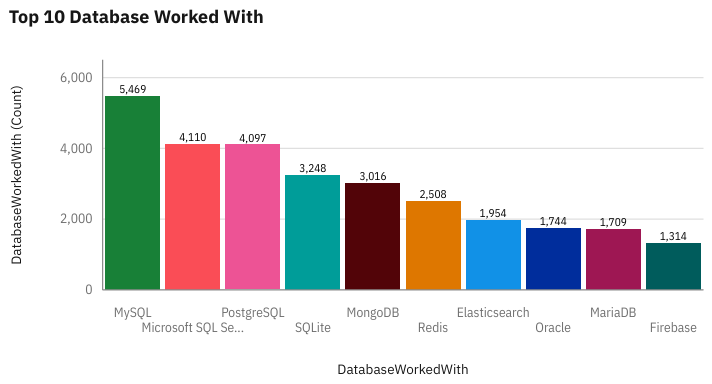 Top 10 Database Worked With
DatabaseWorkedWith (Count)
6,000
4,000
2,000
0
5,469
4,110
4,097
3,248
3,016
2,508
1,954
1,744
1,709
1,314
MySQL
Microsoft SQL Se...
PostgreSQL
SQLite
MongoDB
Redis
Elasticsearch
Oracle
MariaDB
Firebase
DatabaseWorkedWith